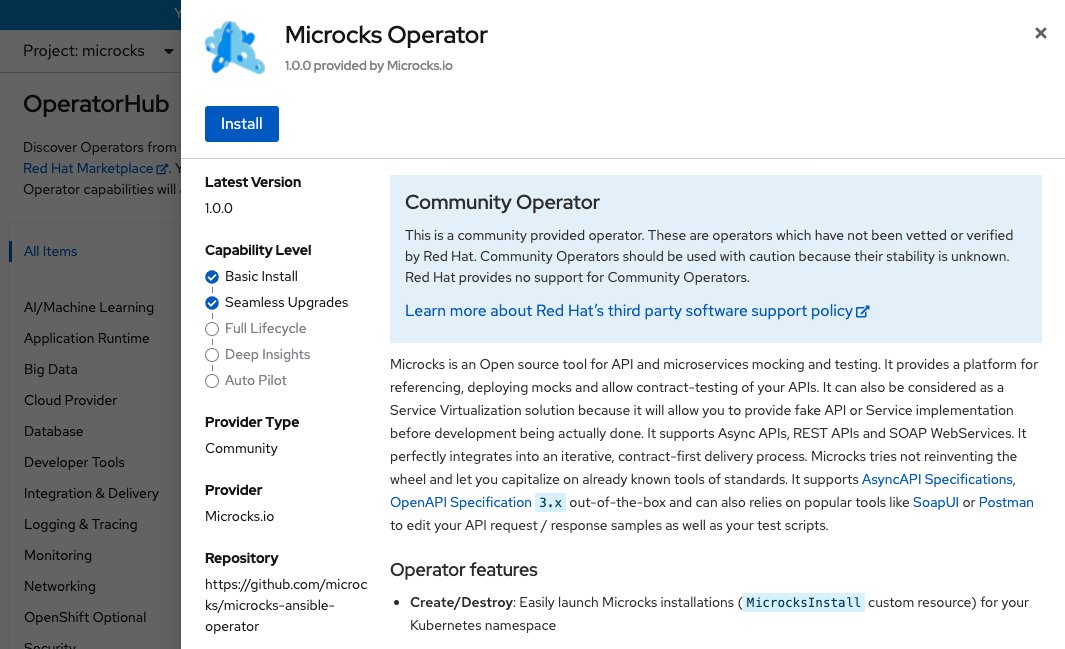 Y
Project: microcks
OperatorHub
Discover Operators from
Red Hat Marketplace . Y
Operator capabilities will a
All Items
AI/Machine Learning
Application Runtime
Big Data
Cloud Provider
Database
Developer Tools
Integration & Delivery
Logging & Tracing
Monitoring
Networking
OpenShift Optional
Security
Microcks Operator
1.0.0 provided by Microcks.io
Install
Latest Version
1.0.0
Capability Level
Basic Install
Seamless Upgrades
Full Lifecycle
Deep Insights
Auto Pilot
Provider Type
Community
Provider
Microcks.io
Repository
https://github.com/microc
ks/microcks-ansible-
operator
Community Operator
This is a community provided operator. These are operators which have not been vetted or verified
by Red Hat. Community Operators should be used with caution because their stability is unknown.
Red Hat provides no support for Community Operators.
Learn more about Red Hat's third party software support policy
Microcks is an Open source tool for API and microservices mocking and testing. It provides a platform for
referencing, deploying mocks and allow contract-testing of your APIs. It can also be considered as a
Service Virtualization solution because it will allow you to provide fake API or Service implementation
before development being actually done. It supports Async APIs, REST APIs and SOAP WebServices. It
perfectly integrates into an iterative, contract-first delivery process. Microcks tries not reinventing the
wheel and let you capitalize on already known tools of standards. It supports AsyncAPI Specifications,
OpenAPI Specification 3.x out-of-the-box and can also relies on popular tools like SoapUI or Postman
to edit your API request / response samples as well as your test scripts.
Operator features
• Create/Destroy: Easily launch Microcks installations (MicrocksInstall custom resource) for your
Kubernetes namespace